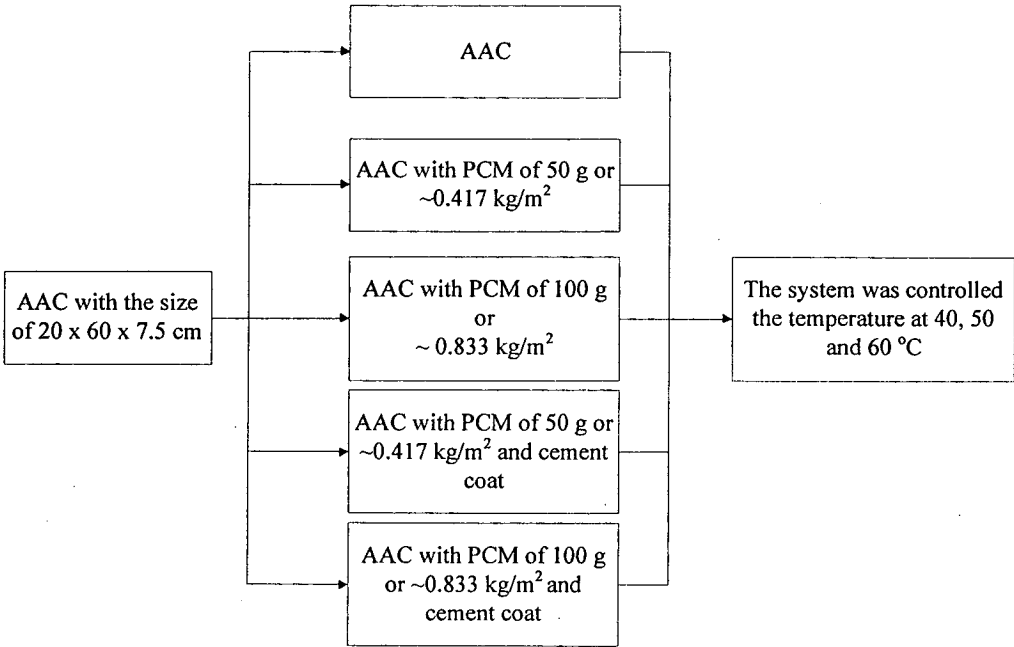 AAC
AAC with PCM of 50 g or
~0.417 kg/m²
AAC with the size
of 20 x 60 x 7.5 cm
AAC with PCM of 100 g
or
~ 0.833 kg/m²
The system was controlled
the temperature at 40, 50
and 60 °C
AAC with PCM of 50 g or
~0.417 kg/m² and cement
coat
AAC with PCM of 100 g
or ~0.833 kg/m² and
cement coat